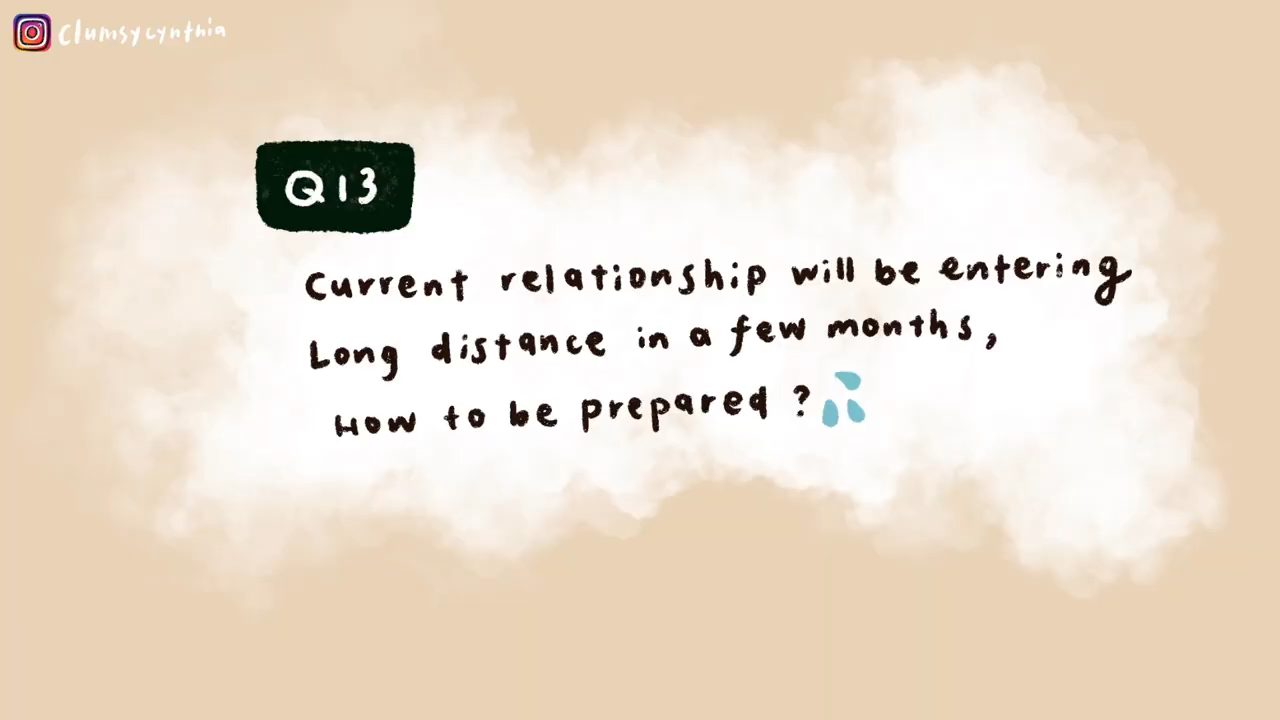 clumsycynthia
Q13
Current relationship will be entering
Long distance in a few months,
How to be prepared ?